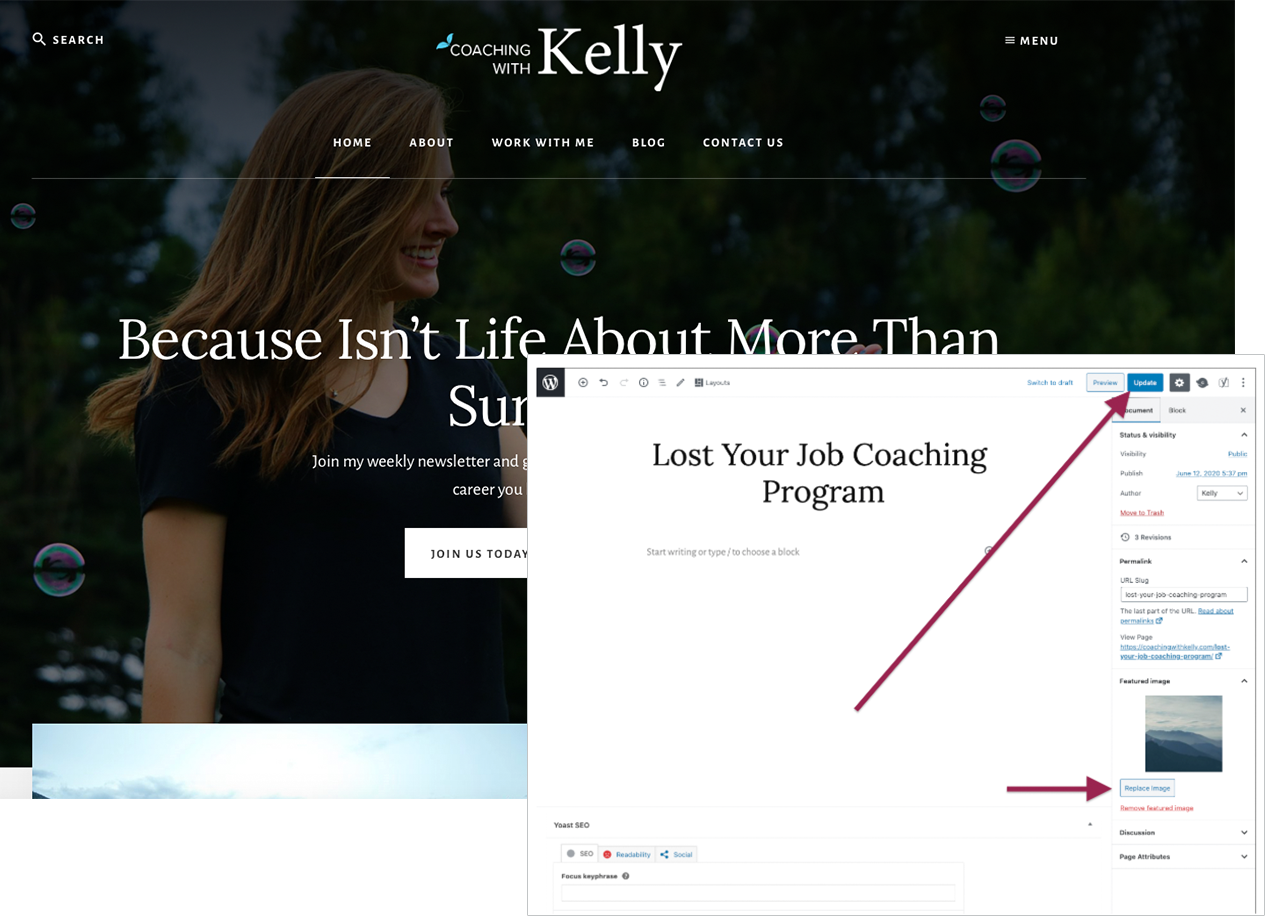 SEARCH
COACHING
WITH
Kelly
MENU
HOME ABOUT WORK WITH ME BLOG CONTACT US
Because Isn't Life About More Than
Sur
Join my weekly newsletter and g
career you
JOIN US TODAY
Layouts
Switch to draft
Preview
Update
Document Block
Status & visibility
Visibility Public
Publish June 12, 2020 5:37 pm
Author Kelly
Move to Trash
3 Revisions
Permalink
URL Slug
lost-your-job-coaching-program
The last part of the URL. Read about
permalinks
View Page
https://coachingwithkelly.com/lost-
your-job-coaching-program/
Featured image
Replace Image
Remove featured image
Discussion
Page Attributes
Lost Your Job Coaching
Program
Start writing or type / to choose a block
Yoast SEO
SEO Readability Social
Focus keyphrase